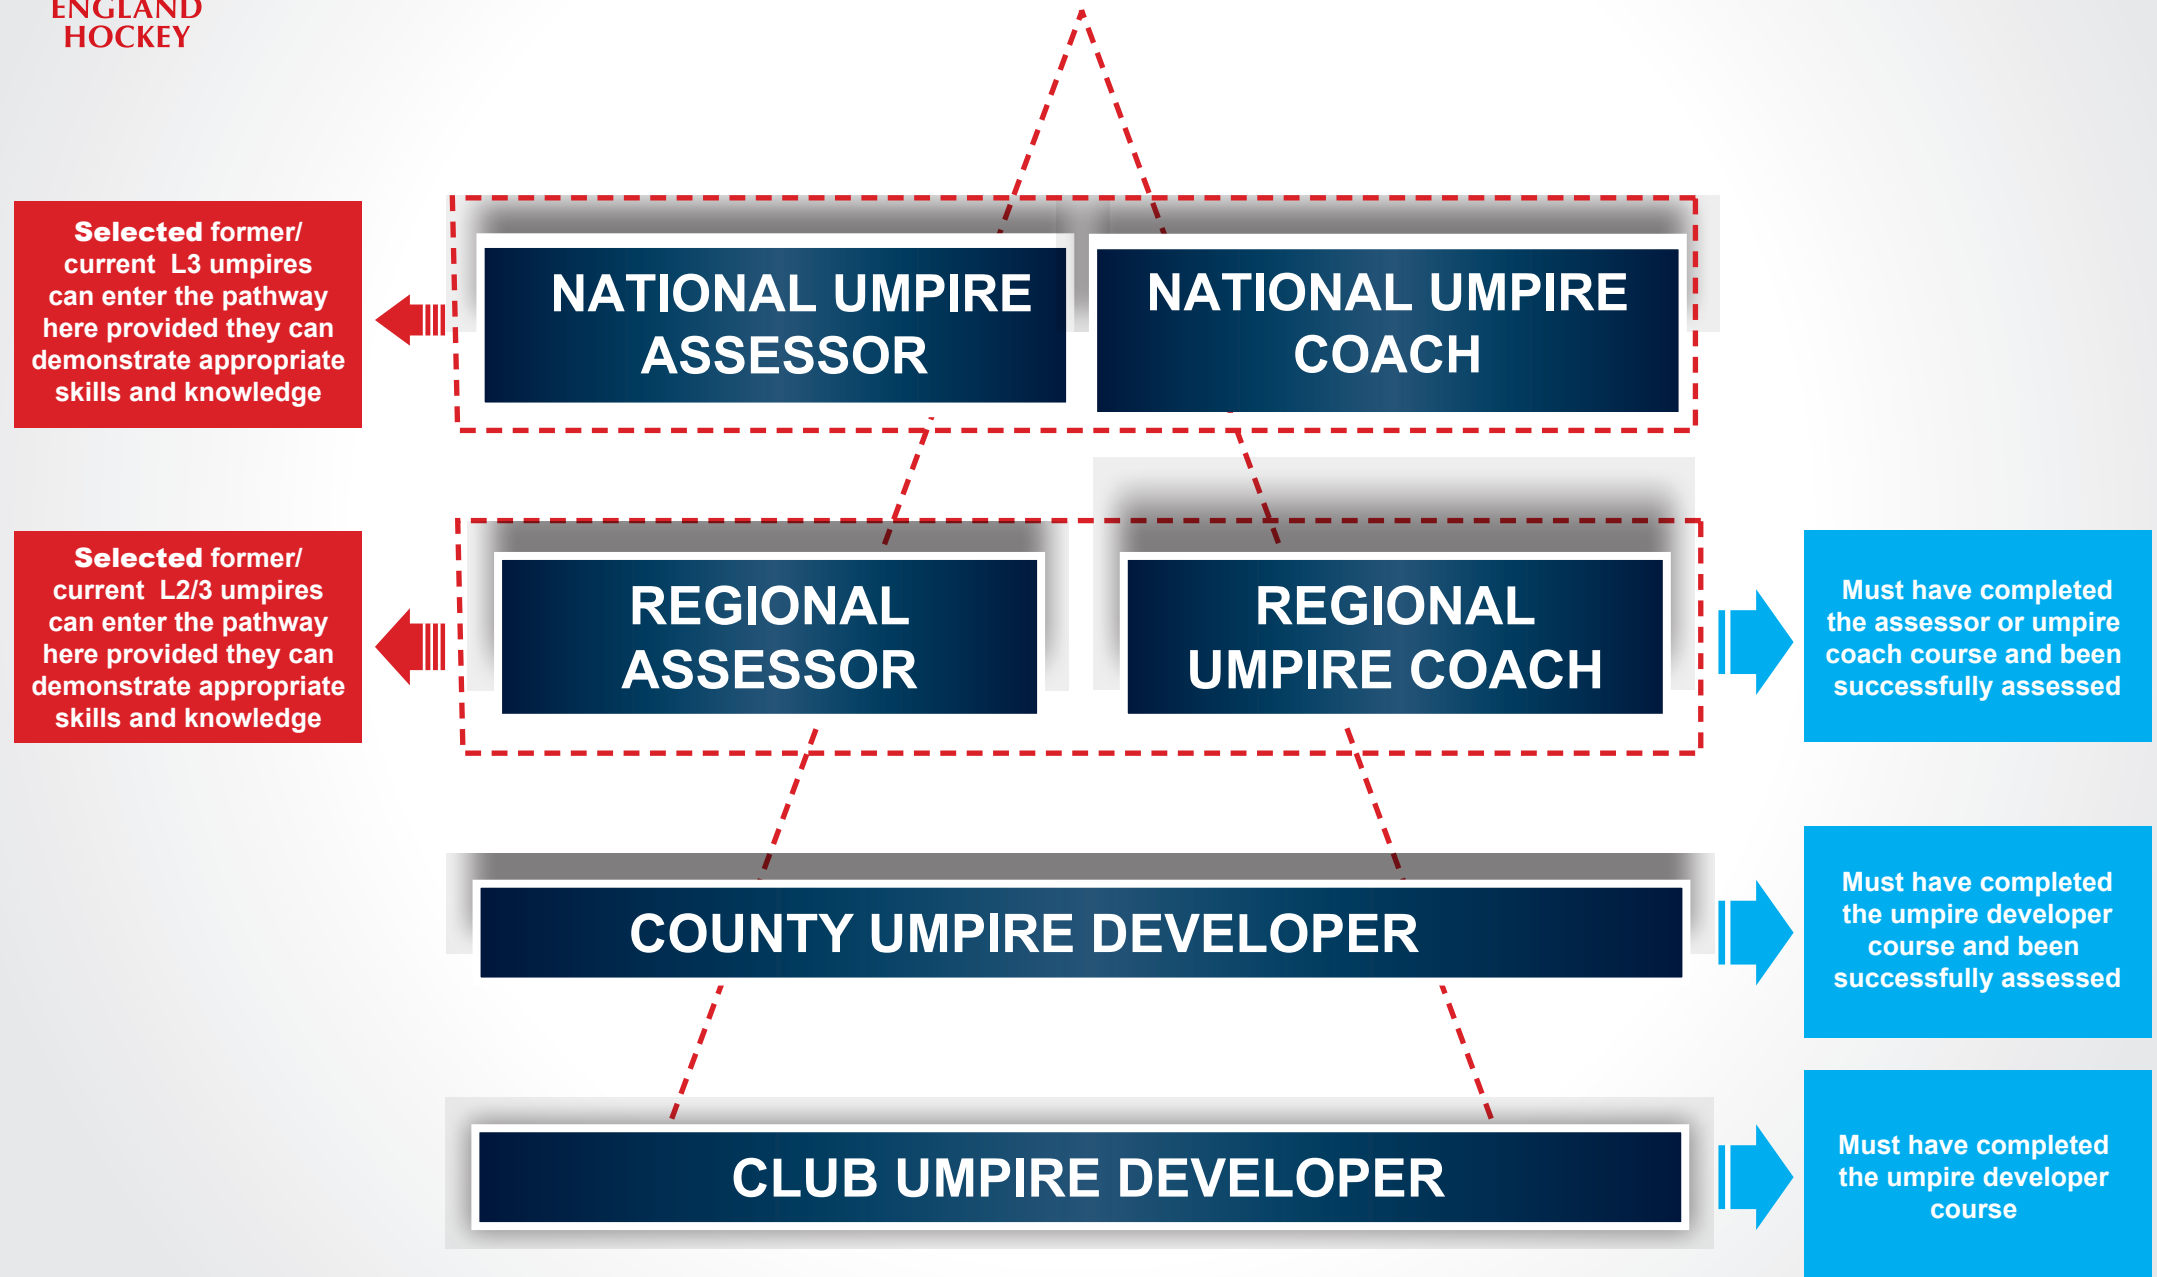 ENGLAND
HOCKEY
Selected former/
current L3 umpires
can enter the pathway
here provided they can
demonstrate appropriate
skills and knowledge
NATIONAL UMPIRE
ASSESSOR
NATIONAL UMPIRE
COACH
Selected former/
current L2/3 umpires
can enter the pathway
here provided they can
demonstrate appropriate
skills and knowledge
REGIONAL
ASSESSOR
REGIONAL
UMPIRE COACH
Must have completed
the assessor or umpire
coach course and been
successfully assessed
COUNTY UMPIRE DEVELOPER
Must have completed
the umpire developer
course and been
successfully assessed
CLUB UMPIRE DEVELOPER
Must have completed
the umpire developer
course